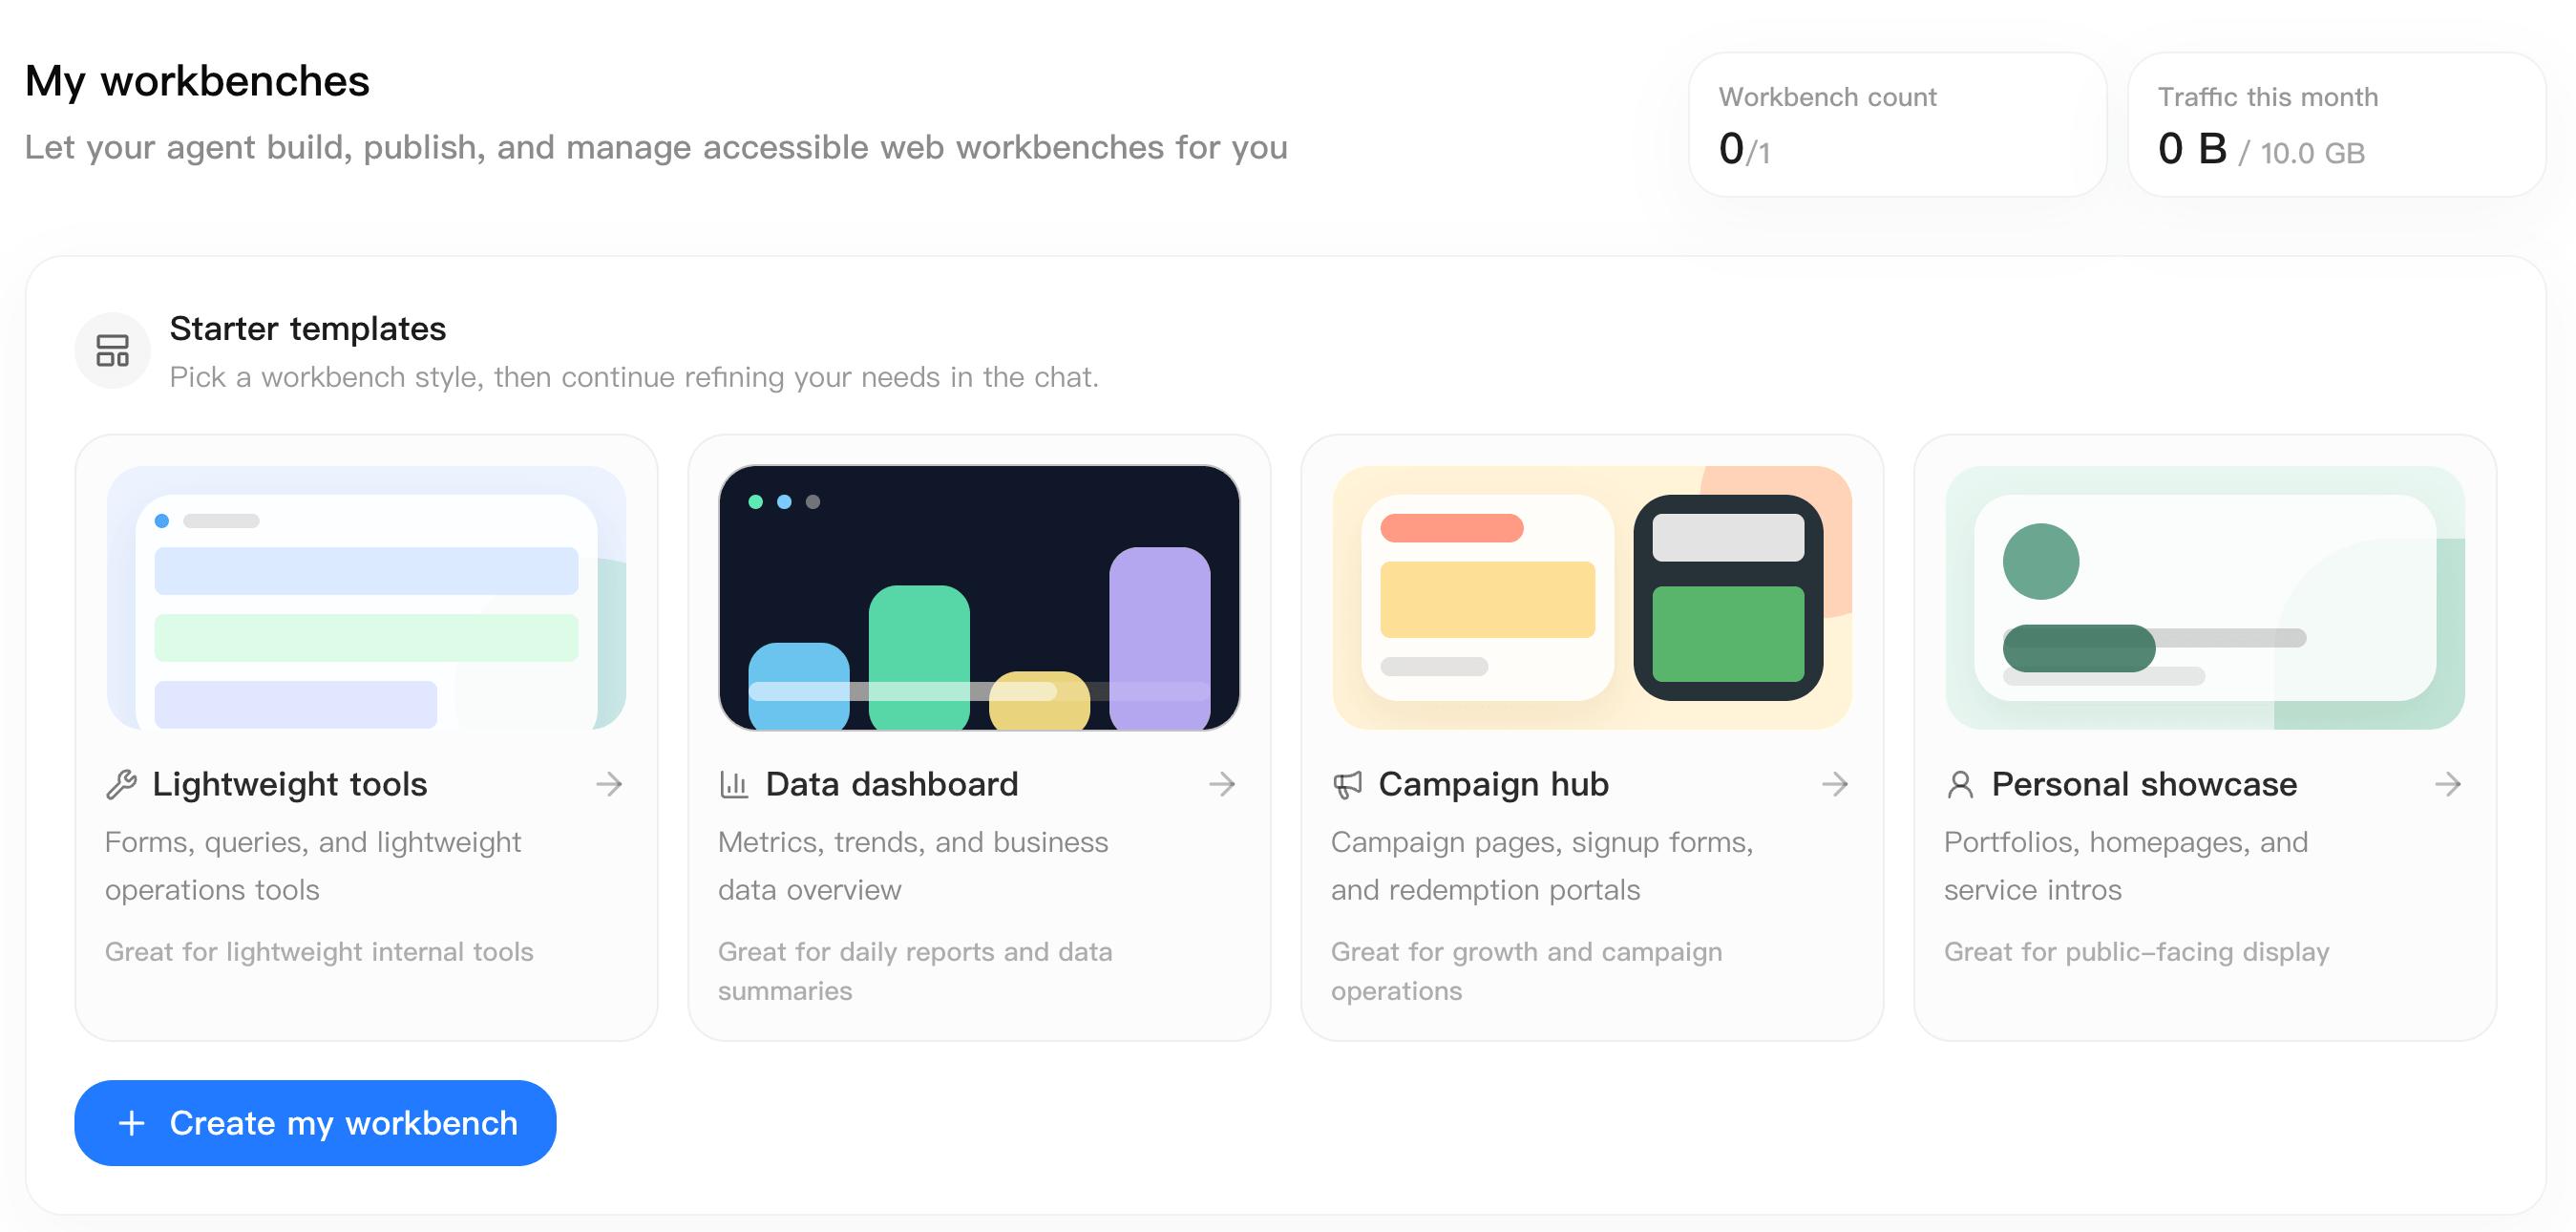 My workbenches
Let your agent build, publish, and manage accessible web workbenches for you
Workbench count
0/1
Traffic this month
0 B / 10.0 GB
Starter templates
Pick a workbench style, then continue refining your needs in the chat.
Lightweight tools
Forms, queries, and lightweight
operations tools
Great for lightweight internal tools
Data dashboard
Metrics, trends, and business
data overview
Great for daily reports and data
summaries
Campaign hub
Campaign pages, signup forms,
and redemption portals
Great for growth and campaign
operations
Personal showcase
Portfolios, homepages, and
service intros
Great for public-facing display
Create my workbench